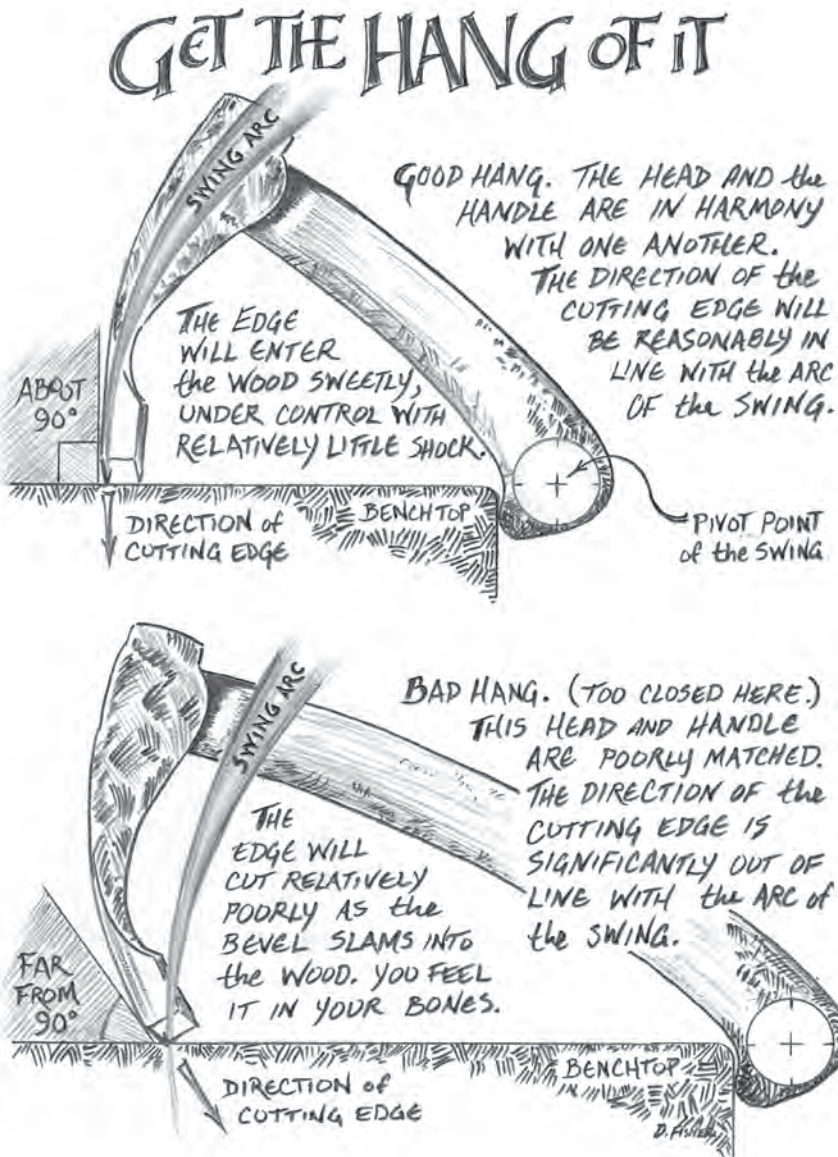 GET THE HANG OF IT
SWING ARC
GOOD HANG. THE HEAD AND the
HANDLE ARE IN HARMONY
WITH ONE ANOTHER.
THE DIRECTION OF the
CUTTING EDGE WILL
BE REASONABLY IN
LINE WITH the ARC
OF the SWING.
THE EDGE
WILL ENTER
the WOOD SWEETLY,
UNDER CONTROL WITH
RELATIVELY LITTLE SHOCK.
ABOUT
90°
DIRECTION of
CUTTING EDGE
BENCHTOP
PIVOT POINT
of the SWING
SWING ARC
BAD HANG. (TOO CLOSED HERE.)
THIS HEAD AND HANDLE
ARE POORLY MATCHED.
THE DIRECTION OF the
CUTTING EDGE IS
SIGNIFICANTLY OUT OF
LINE WITH the ARC of
the SWING.
THE
EDGE WILL
CUT RELATIVELY
POORLY AS the
BEVEL SLAMS INTO
the WOOD. YOU FEEL
IT IN YOUR BONES.
FAR
FROM
90°
DIRECTION of
CUTTING EDGE
BENCHTOP
D. FISHER